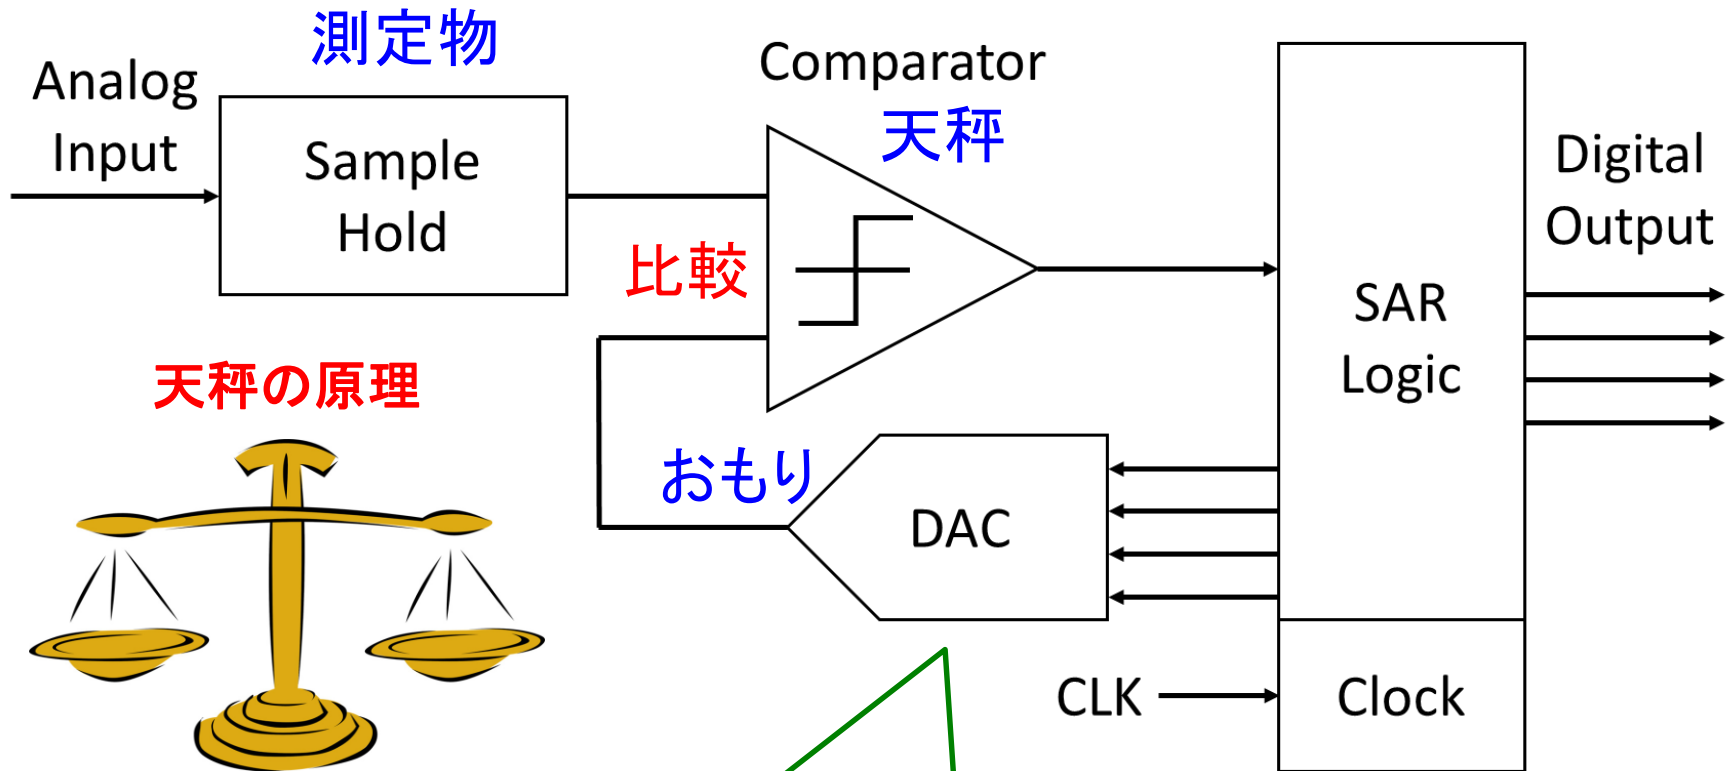 測定物
Analog
Input
Sample
Hold
Comparator
天秤
比較
天秤の原理
おもり
DAC
SAR
Logic
Digital
Output
CLK
Clock